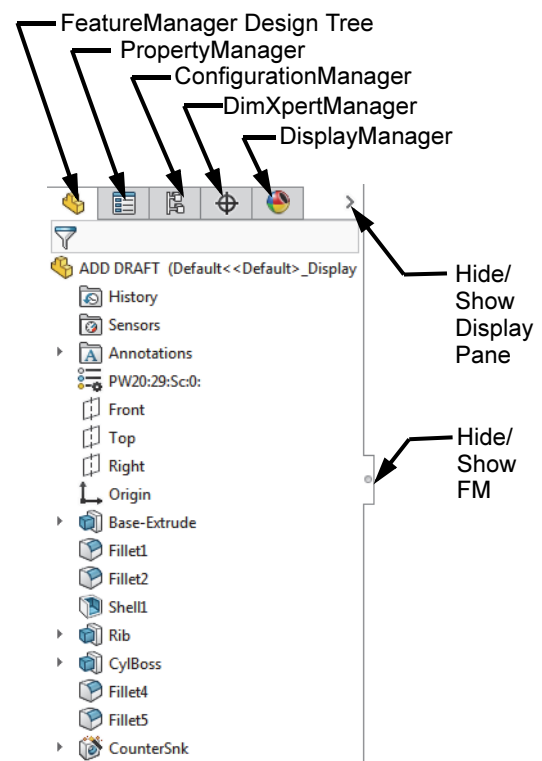 FeatureManager Design Tree
PropertyManager
ConfigurationManager
DimXpertManager
DisplayManager
ADD DRAFT (Default<<Default>_Display
History
Sensors
A Annotations
PW20:29:Sc:0:
Front
Top
Right
Origin
Base-Extrude
Fillet1
Fillet2
Shell1
Rib
CylBoss
Fillet4
Fillet5
CounterSnk
Hide/
Show
Display
Pane
Hide/
Show
FM